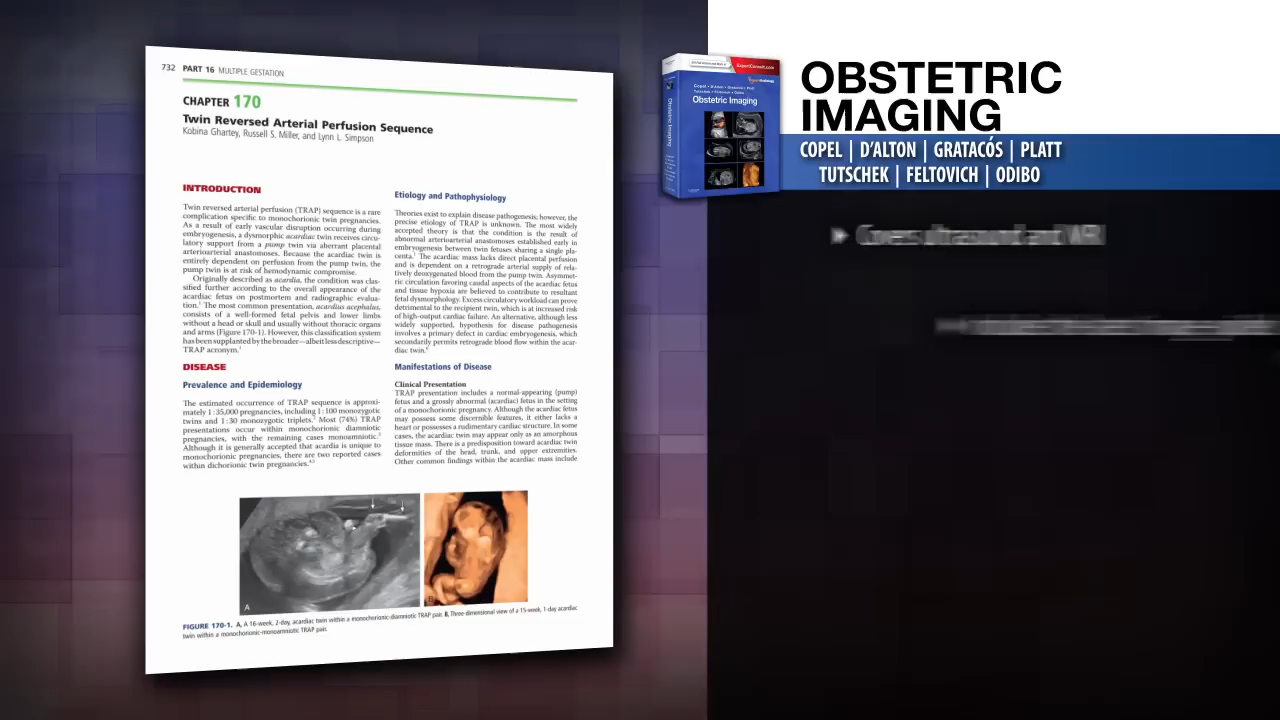 732 PART 16 MULTIPLE GESTATION
CHAPTER 170
Twin Reversed Arterial Perfusion Sequence
Kobina Ghartey, Russell S. Miller, and Lynn L. Simpson
INTRODUCTION
Twin reversed arterial perfusion (TRAP) sequence is a rare
complication specific to monochorionic twin pregnancies.
As a result of early vascular disruption occurring during
embryogenesis, a dysmorphic acardiac twin receives circu-
latory support from a pump twin via aberrant placental
arterioarterial anastomoses. Because the acardiac twin is
entirely dependent on perfusion from the pump twin, the
pump twin is at risk of hemodynamic compromise.
Originally described as acardia, the condition was clas-
sified further according to the overall appearance of the
acardiac fetus on postmortem and radiographic evalua-
tion.1 The most common presentation, acardius acephalus,
consists of a well-formed fetal pelvis and lower limbs
without a head or skull and usually without thoracic organs
and arms (Figure 170-1). However, this classification system
has been supplanted by the broader—albeit less descriptive—
TRAP acronym.1
DISEASE
Prevalence and Epidemiology
The estimated occurrence of TRAP sequence is approxi-
mately 1:35,000 pregnancies, including 1:100 monozygotic
twins and 1:30 monozygotic triplets.2 Most (74%) TRAP
presentations occur within monochorionic diamniotic
pregnancies, with the remaining cases monoamniotic.3
Although it is generally accepted that acardia is unique to
monochorionic pregnancies, there are two reported cases
within dichorionic twin pregnancies.4,5
Etiology and Pathophysiology
Theories exist to explain disease pathogenesis; however, the
precise etiology of TRAP is unknown. The most widely
accepted theory is that the condition is the result of
abnormal arterioarterial anastomoses established early in
embryogenesis between twin fetuses sharing a single pla-
centa.1 The acardiac mass lacks direct placental perfusion
and is dependent on a retrograde arterial supply of rela-
tively deoxygenated blood from the pump twin. Asymmet-
ric circulation favoring caudal aspects of the acardiac fetus
and tissue hypoxia are believed to contribute to resultant
fetal dysmorphology. Excess circulatory workload can prove
detrimental to the recipient twin, which is at increased risk
of high-output cardiac failure. An alternative, although less
widely supported, hypothesis for disease pathogenesis
involves a primary defect in cardiac embryogenesis, which
secondarily permits retrograde blood flow within the acar-
diac twin.6
Manifestations of Disease
Clinical Presentation
TRAP presentation includes a normal-appearing (pump)
fetus and a grossly abnormal (acardiac) fetus in the setting
of a monochorionic pregnancy. Although the acardiac fetus
may possess some discernible features, it either lacks a
heart or possesses a rudimentary cardiac structure. In some
cases, the acardiac twin may appear only as an amorphous
tissue mass. There is a predisposition toward acardiac twin
deformities of the head, trunk, and upper extremities.
Other common findings within the acardiac mass include
A
FIGURE 170-1. A, A 16-week, 2-day, acardiac twin within a monochorionic-diamniotic TRAP pair. B, Three-dimensional view of a 15-week, 1-day acardiac
twin within a monochorionic-monoamniotic TRAP pair.
ExpertConsult.com
Obstetric Imaging
Obstetric Imaging
OBSTETRIC
IMAGING
COPEL | D'ALTON | GRATACÓS | PLATT
TUTSCHEK | FELTOVICH | ODIBO